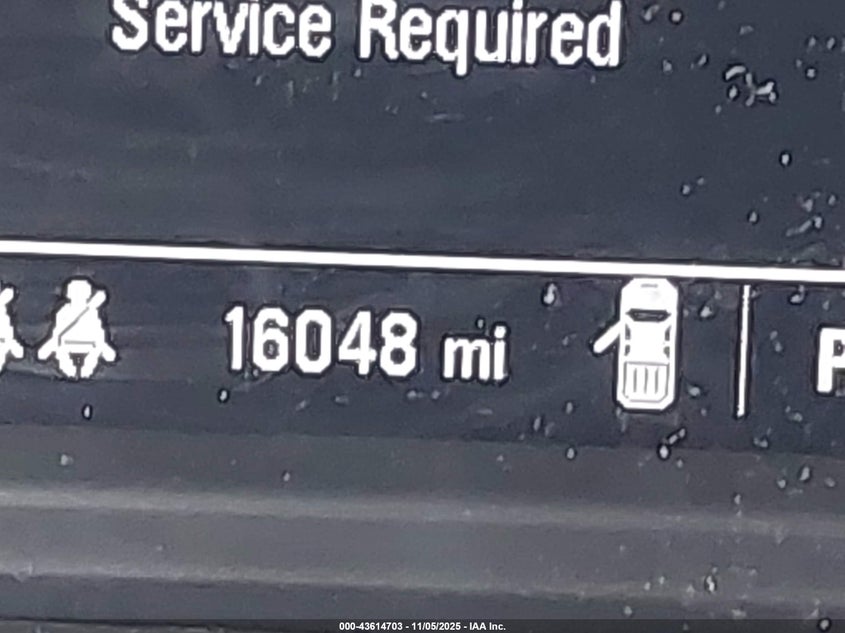 Service Required
16048 mi
P
000-43614703 - 11/05/2025 - IAA Inc.